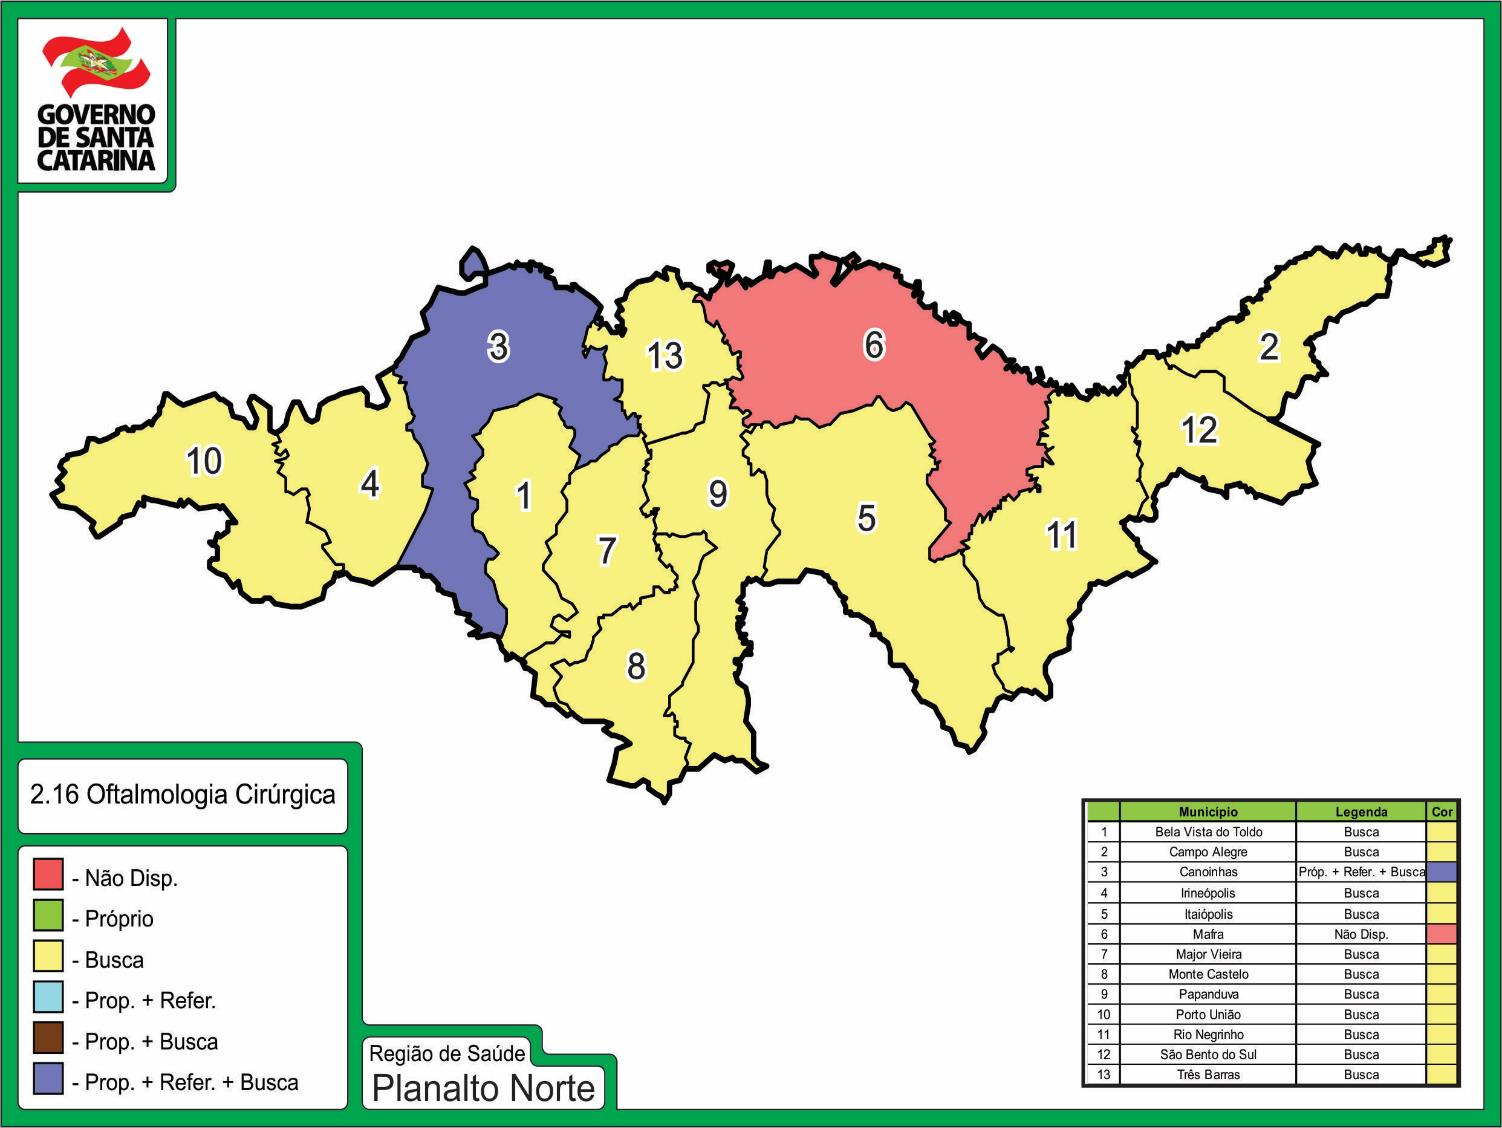 GOVERNO
DE SANTA
CATARINA
3
13
6
2
12
10
4
1
9
5
11
7
8
2.16 Oftalmologia Cirúrgica
- Não Disp.
- Próprio
- Busca
- Prop. + Refer.
- Prop. + Busca
- Prop. + Refer. + Busca
Região de Saúde
Planalto Norte
Município Legenda Cor
1 Bela Vista do Toldo Busca
2 Campo Alegre Busca
3 Canoinhas Próp. + Refer. + Busca
4 Irineópolis Busca
5 Itaiópolis Busca
6 Mafra Não Disp.
7 Major Vieira Busca
8 Monte Castelo Busca
9 Papanduva Busca
10 Porto União Busca
11 Rio Negrinho Busca
12 São Bento do Sul Busca
13 Três Barras Busca